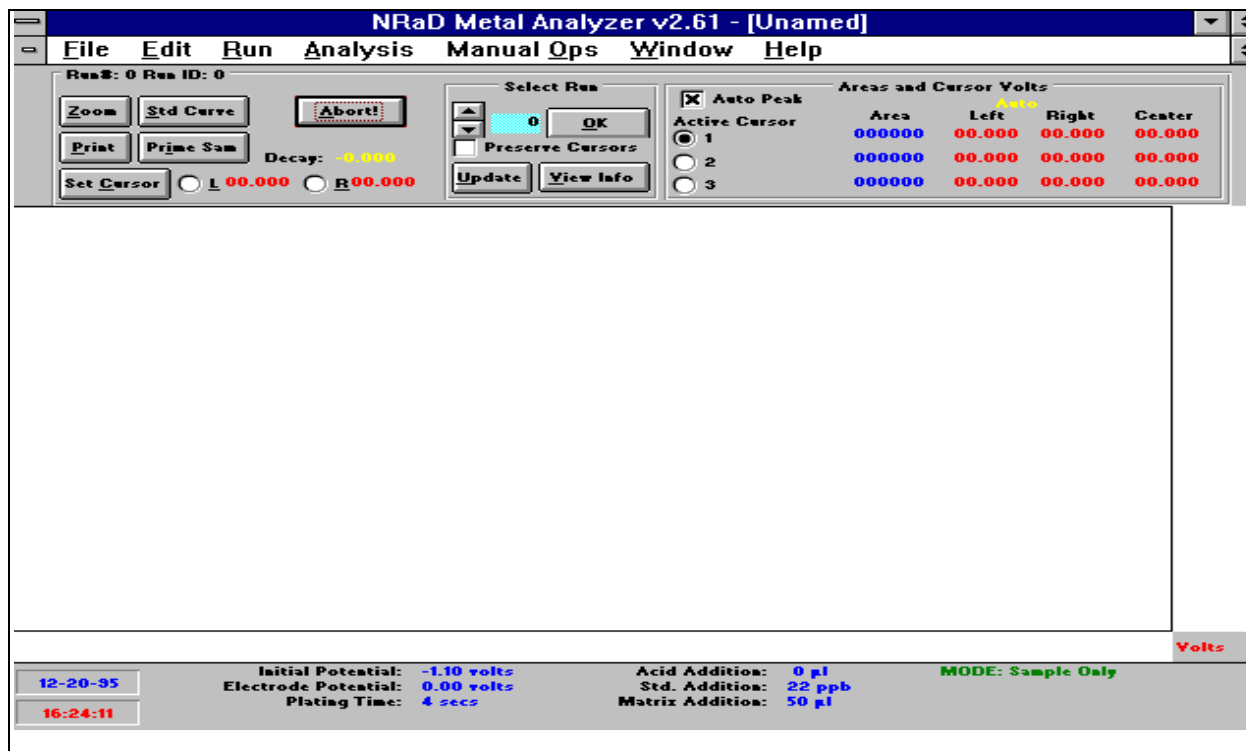 NRaD Metal Analyzer v2.61 - [Unamed]
File Edit Run Analysis Manual Ops Window Help
Run#: 0 Run ID: 0
Zoom Std Curve Abort!
Print Prime Sam Decay: -0.000
Set Cursor L 00.000 R 00.000
Select Run
0 OK
Preserve Cursors
Update View Info
Areas and Cursor Volts
Auto Peak Auto
Active Cursor Area Left Right Center
1 000000 00.000 00.000 00.000
2 000000 00.000 00.000 00.000
3 000000 00.000 00.000 00.000
Volts
12-20-95
16:24:11
Initial Potential: -1.10 volts
Electrode Potential: 0.00 volts
Plating Time: 4 secs
Acid Addition: 0 µl
Std. Addition: 22 ppb
Matrix Addition: 50 µl
MODE: Sample Only